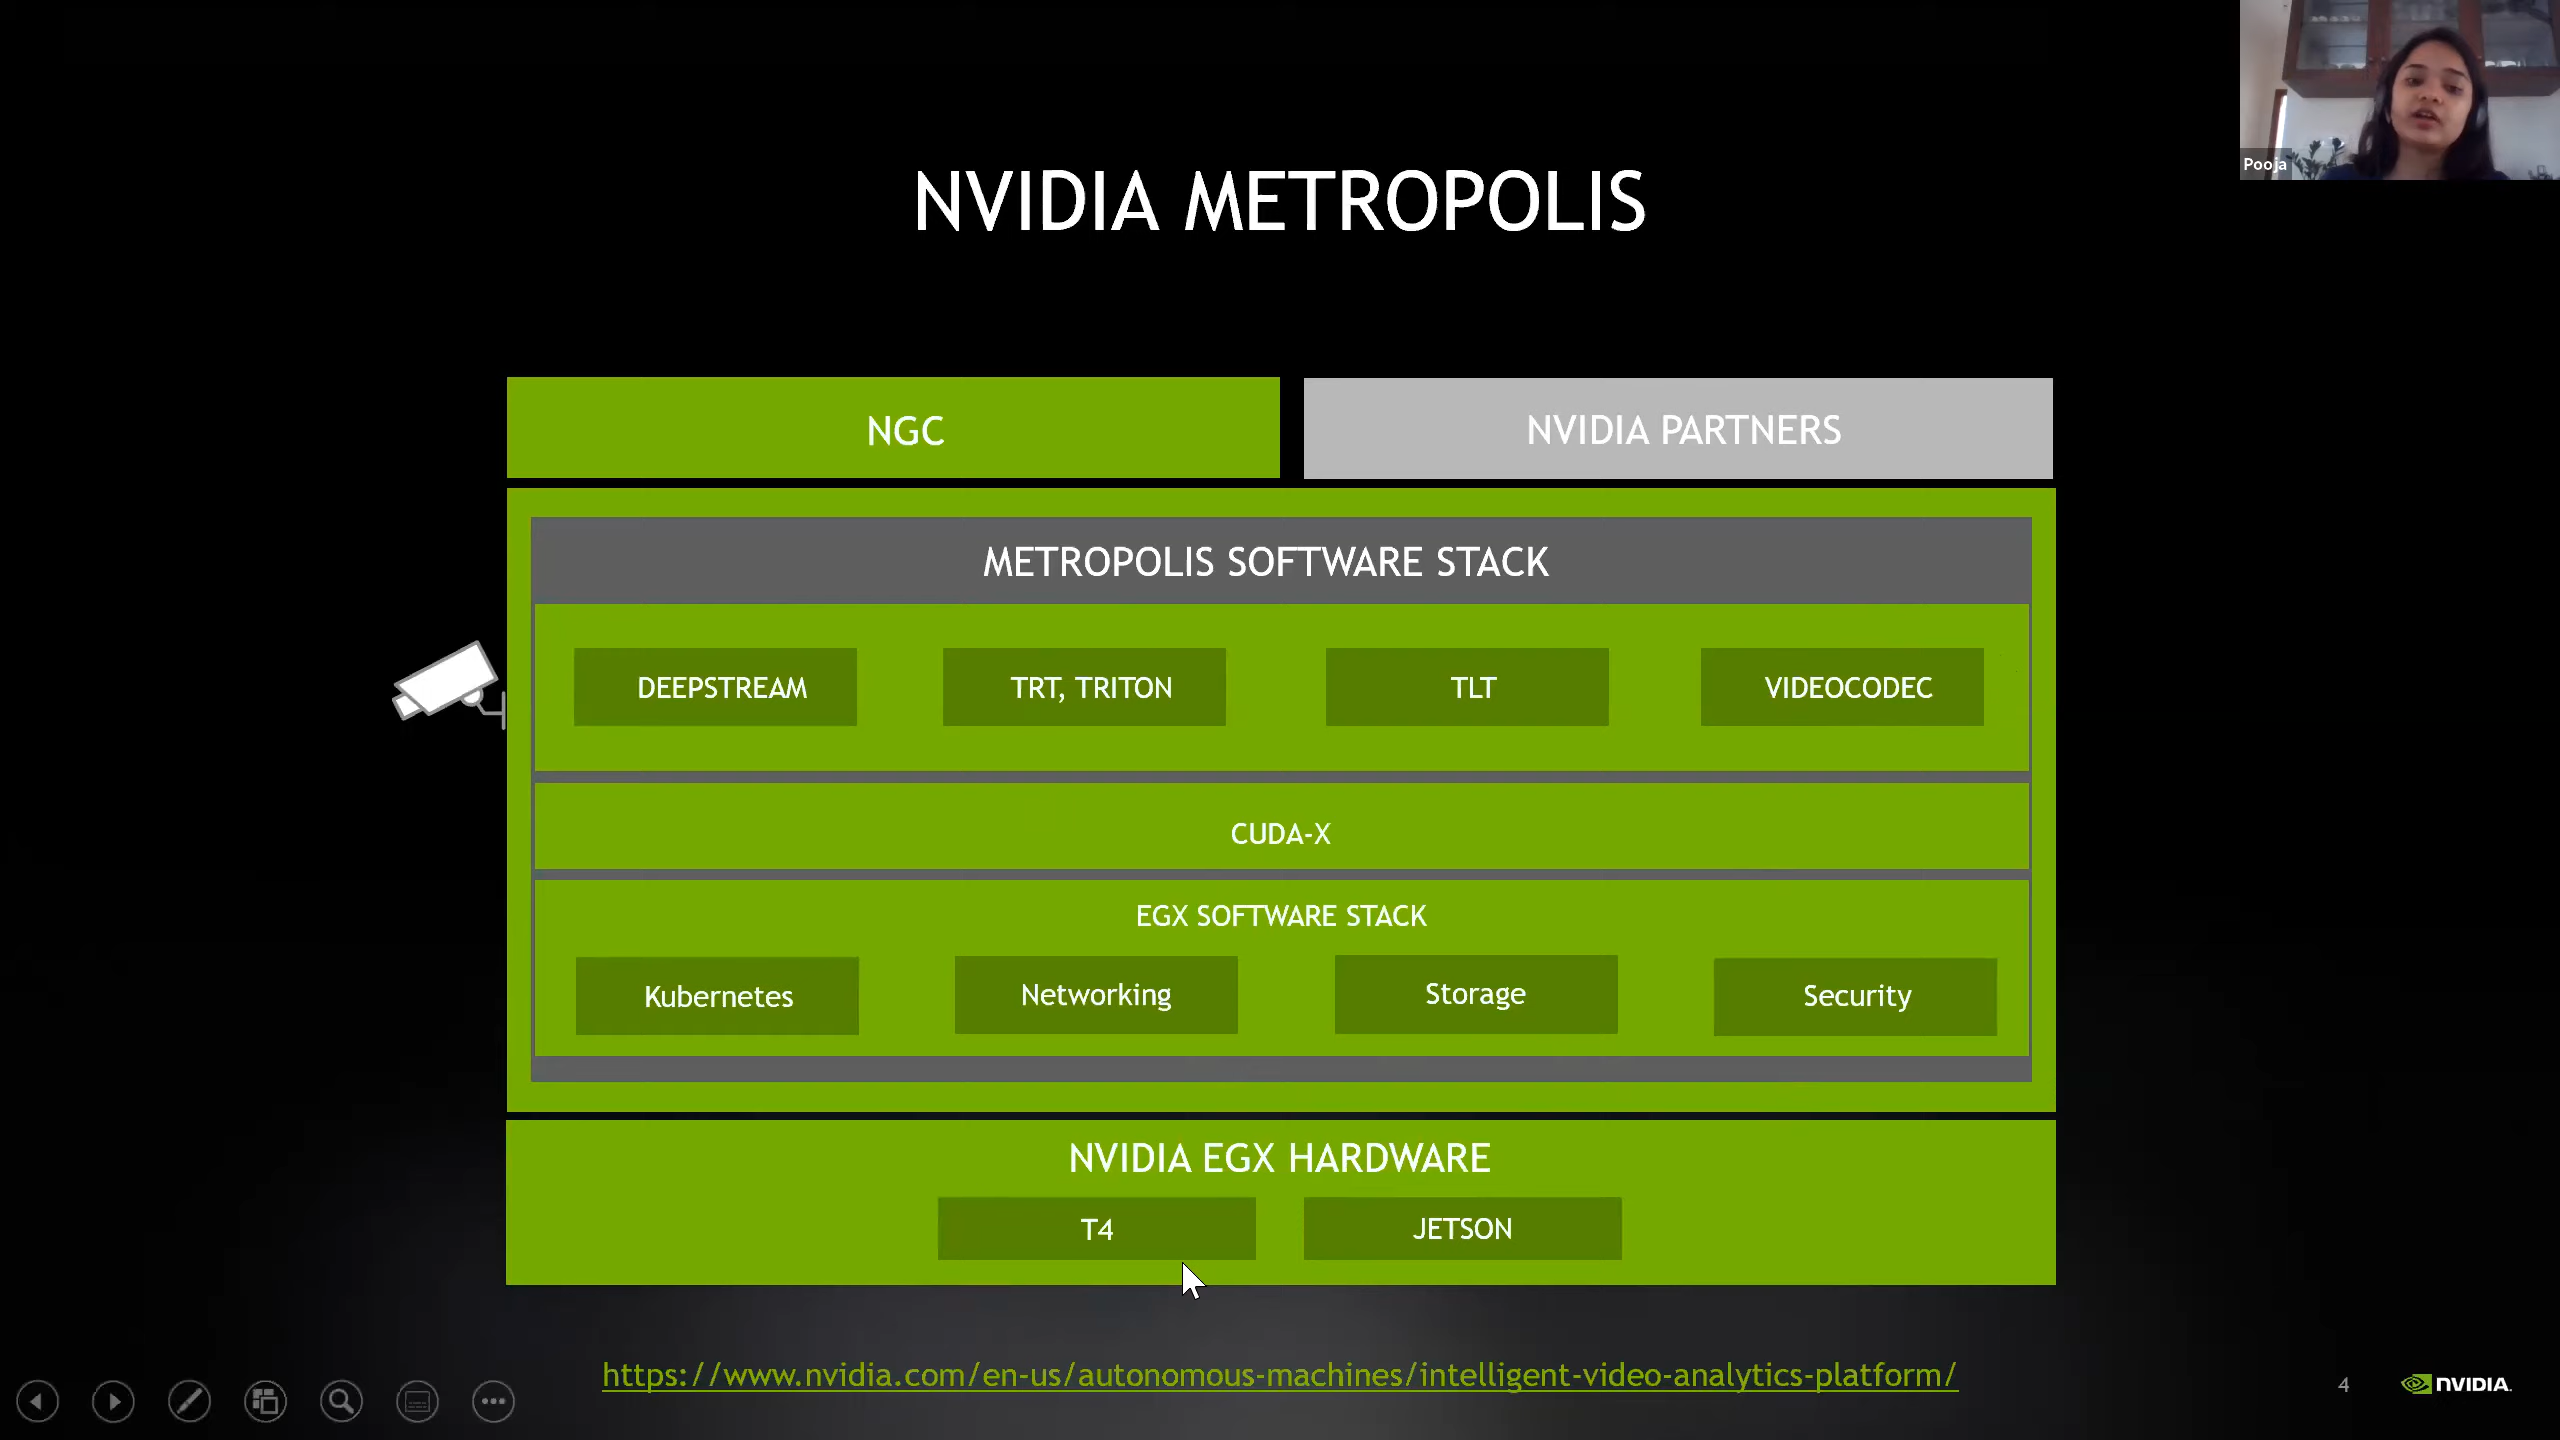 Pooja
NVIDIA METROPOLIS
NGC
NVIDIA PARTNERS
METROPOLIS SOFTWARE STACK
DEEPSTREAM
TRT, TRITON
TLT
VIDEOCODEC
CUDA-X
EGX SOFTWARE STACK
Kubernetes
Networking
Storage
Security
NVIDIA EGX HARDWARE
T4
JETSON
https://www.nvidia.com/en-us/autonomous-machines/intelligent-video-analytics-platform/
4
NVIDIA.